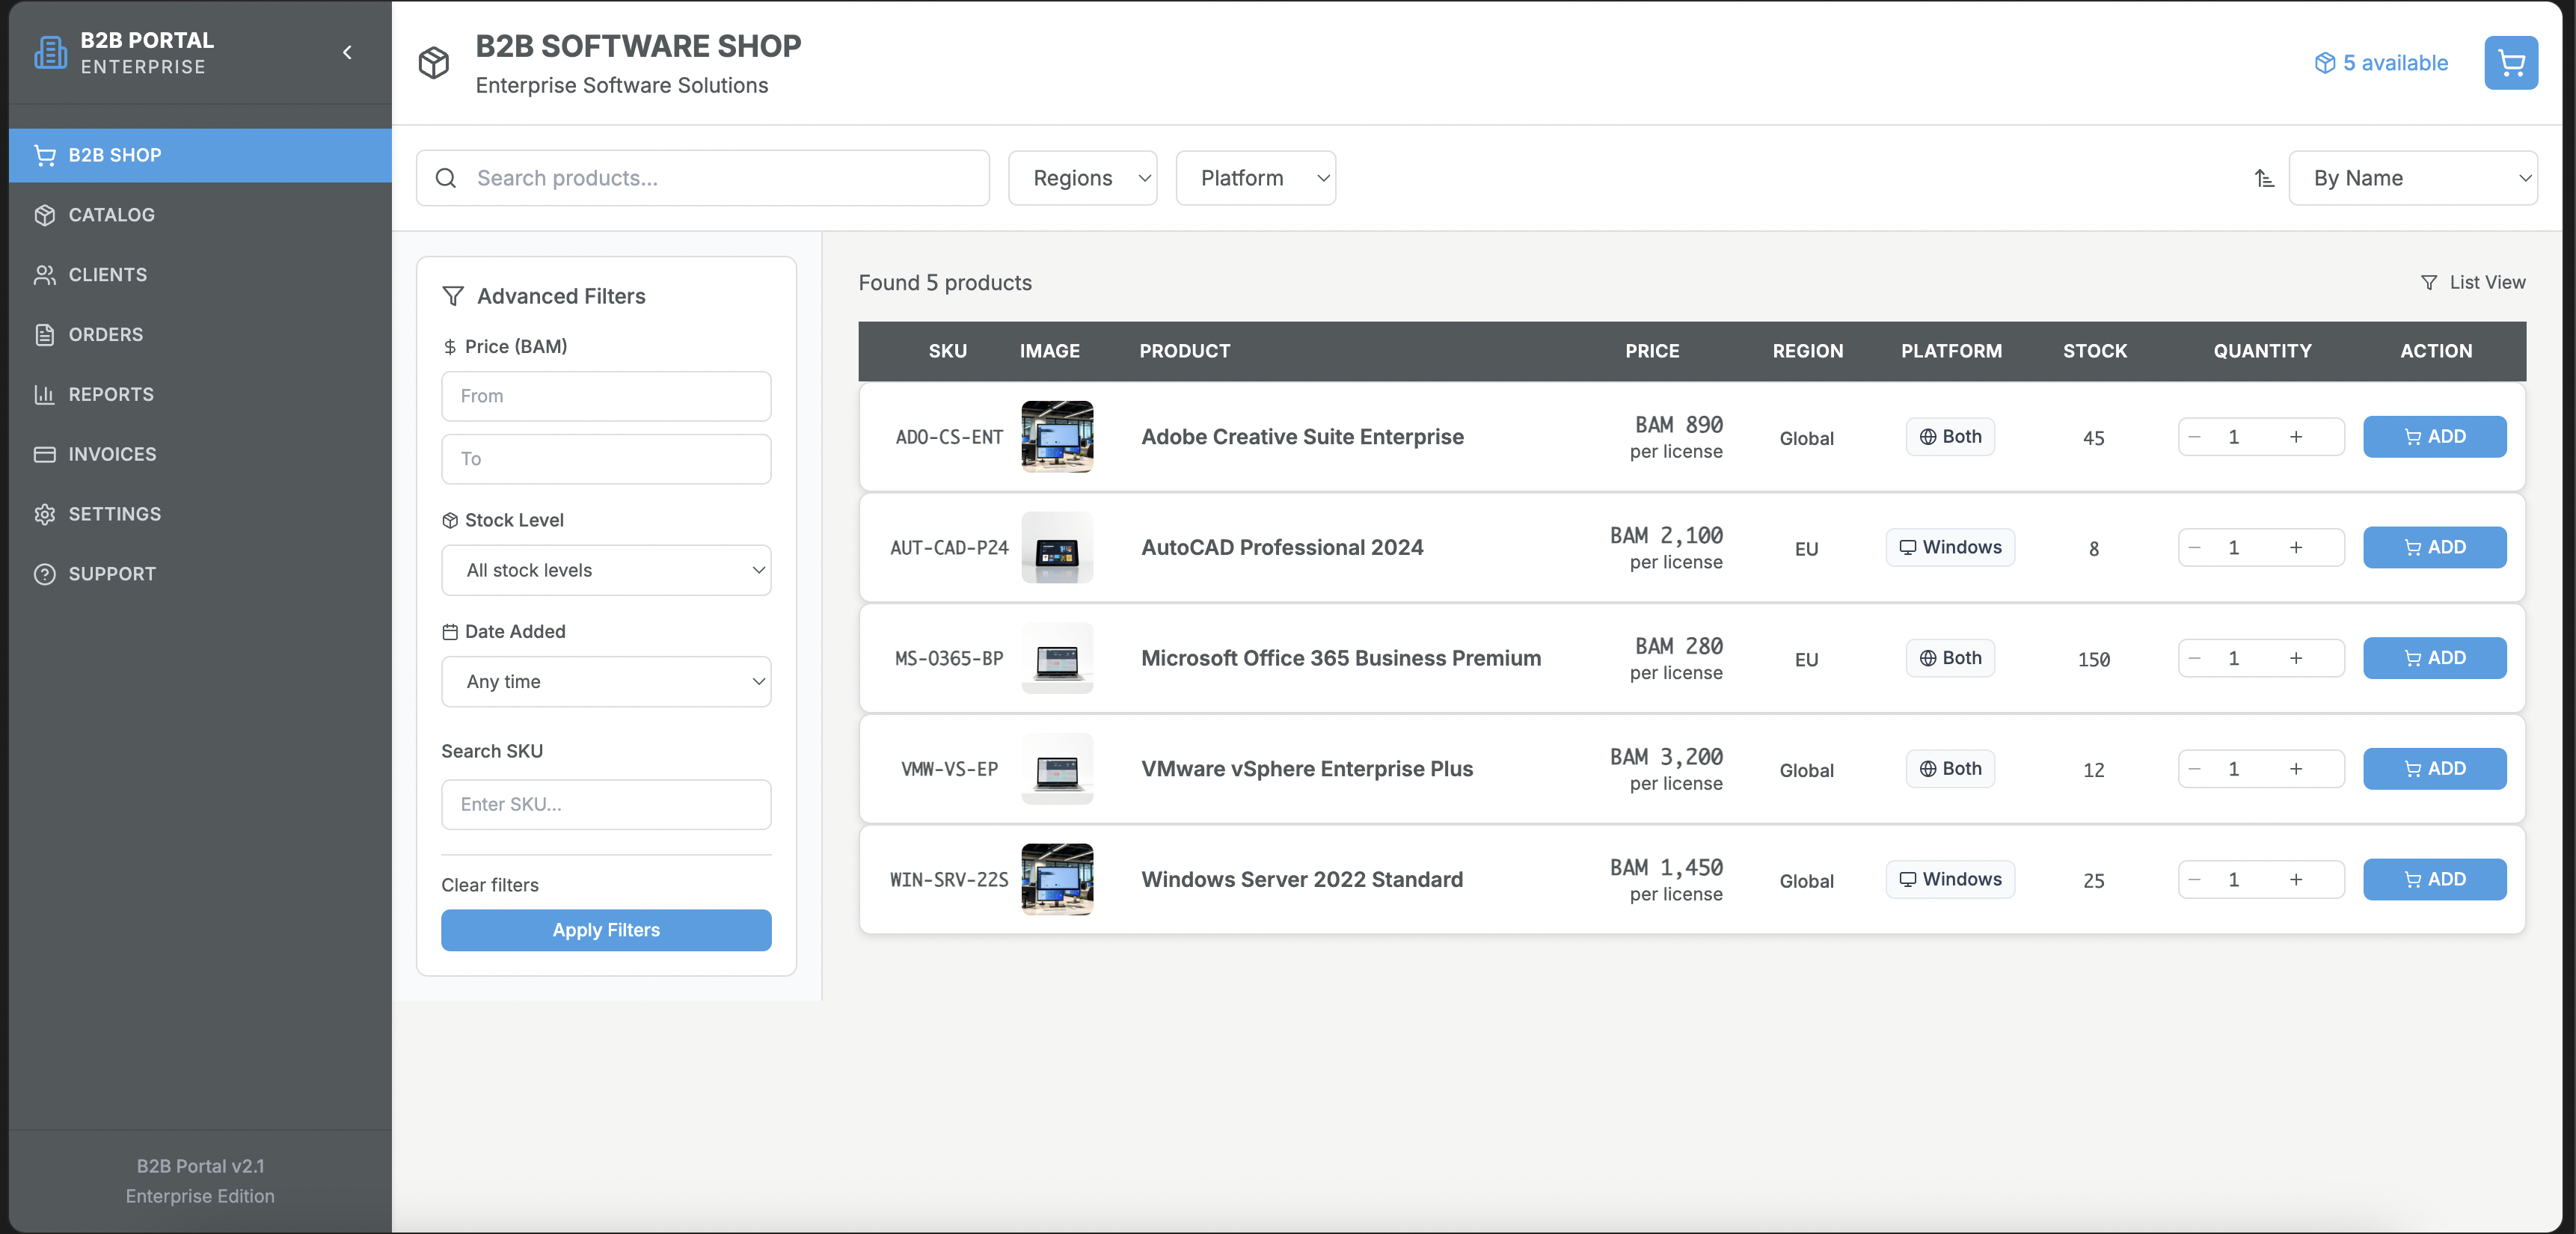 B2B PORTAL
ENTERPRISE
B2B SHOP
CATALOG
CLIENTS
ORDERS
REPORTS
INVOICES
SETTINGS
SUPPORT
B2B Portal v2.1
Enterprise Edition
B2B SOFTWARE SHOP
Enterprise Software Solutions
5 available
Search products...
Regions
Platform
By Name
Advanced Filters
Price (BAM)
From
To
Stock Level
All stock levels
Date Added
Any time
Search SKU
Enter SKU...
Clear filters
Apply Filters
Found 5 products
List View
SKU IMAGE PRODUCT PRICE REGION PLATFORM STOCK QUANTITY ACTION
ADO-CS-ENT Adobe Creative Suite Enterprise BAM 890 per license Global Both 45 1 ADD
AUT-CAD-P24 AutoCAD Professional 2024 BAM 2,100 per license EU Windows 8 1 ADD
MS-O365-BP Microsoft Office 365 Business Premium BAM 280 per license EU Both 150 1 ADD
VMW-VS-EP VMware vSphere Enterprise Plus BAM 3,200 per license Global Both 12 1 ADD
WIN-SRV-22S Windows Server 2022 Standard BAM 1,450 per license Global Windows 25 1 ADD